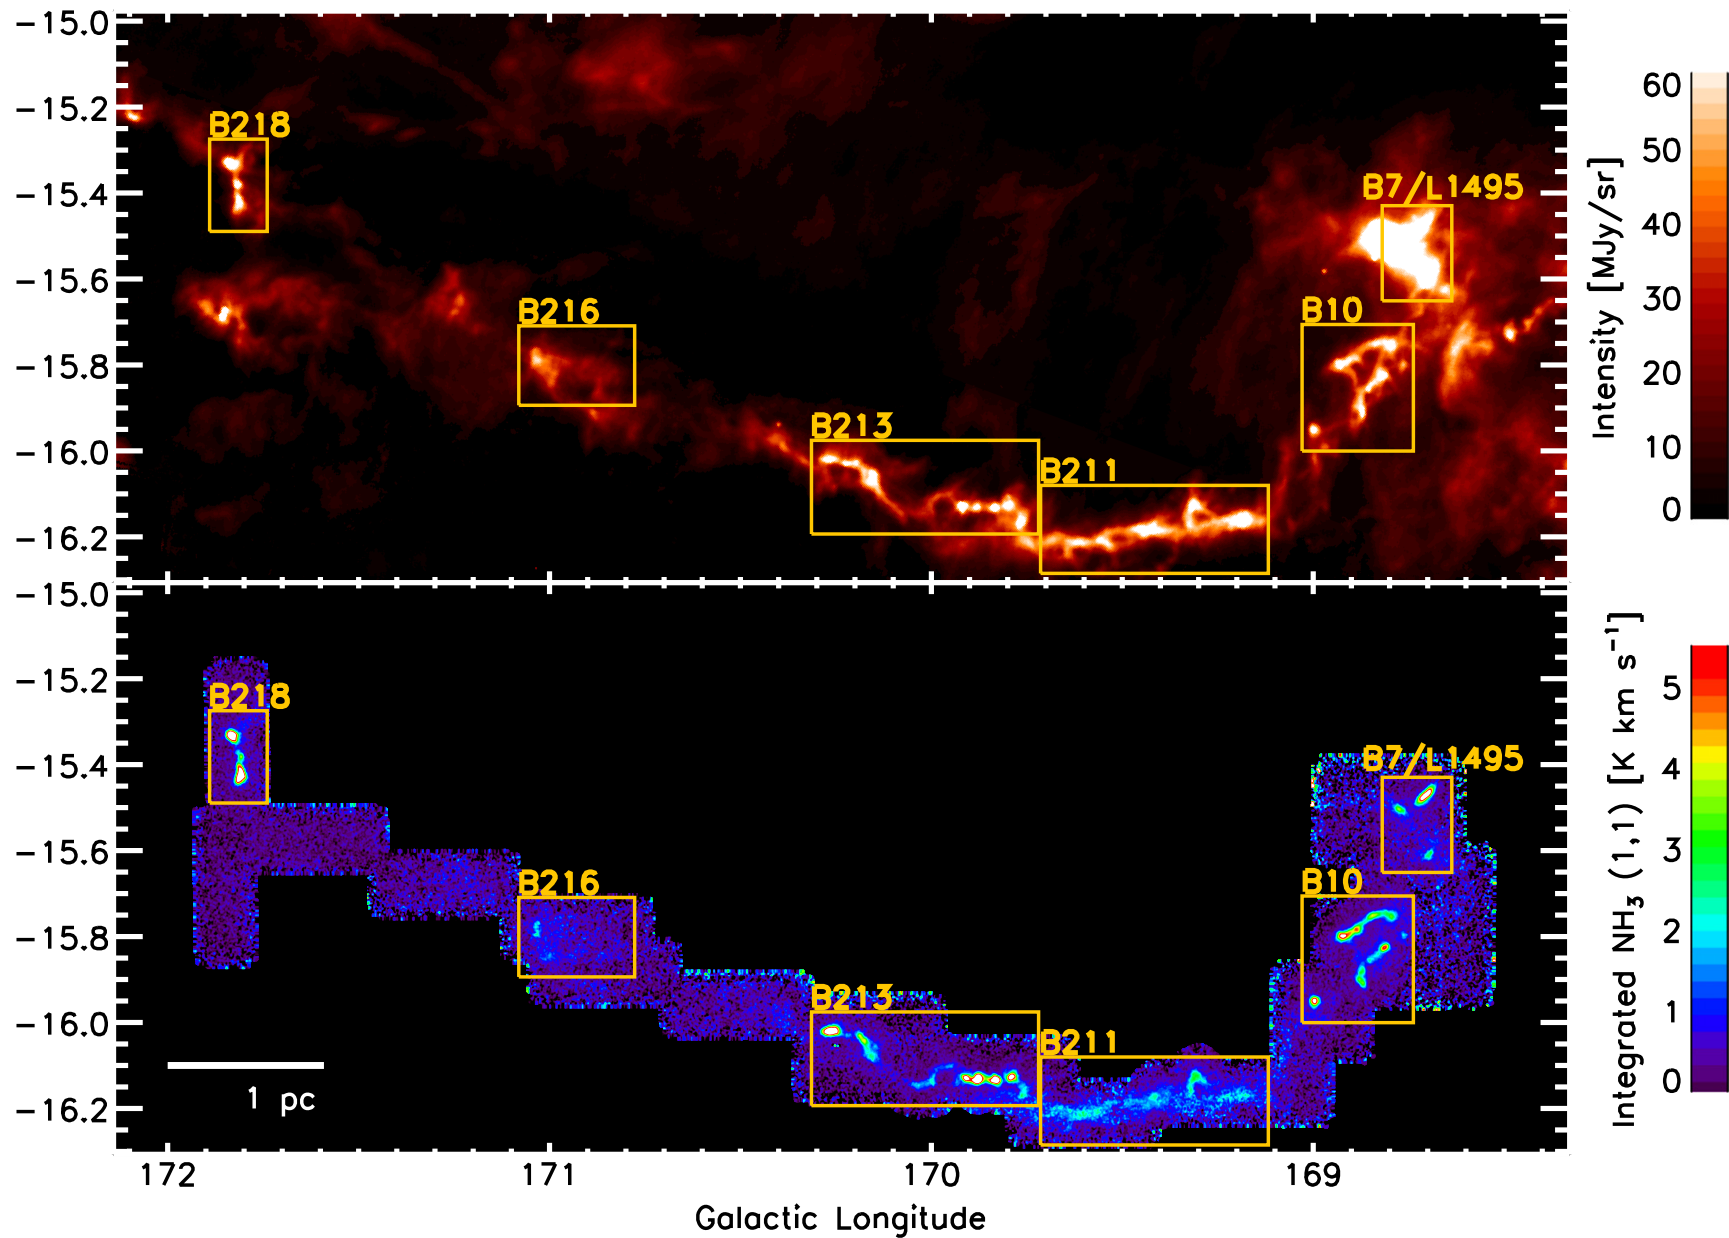 −15.0
−15.2
−15.4
−15.6
−15.8
−16.0
−16.2
B218
B216
B213
B211
B7/L1495
B10
60
50
40
30
20
10
0
Intensity [MJy/sr]
−15.0
−15.2
−15.4
−15.6
−15.8
−16.0
−16.2
B218
B216
B213
B211
B7/L1495
B10
1 pc
5
4
3
2
1
0
Integrated NH₃ (1,1) [K km s⁻¹]
172
171
170
169
Galactic Longitude